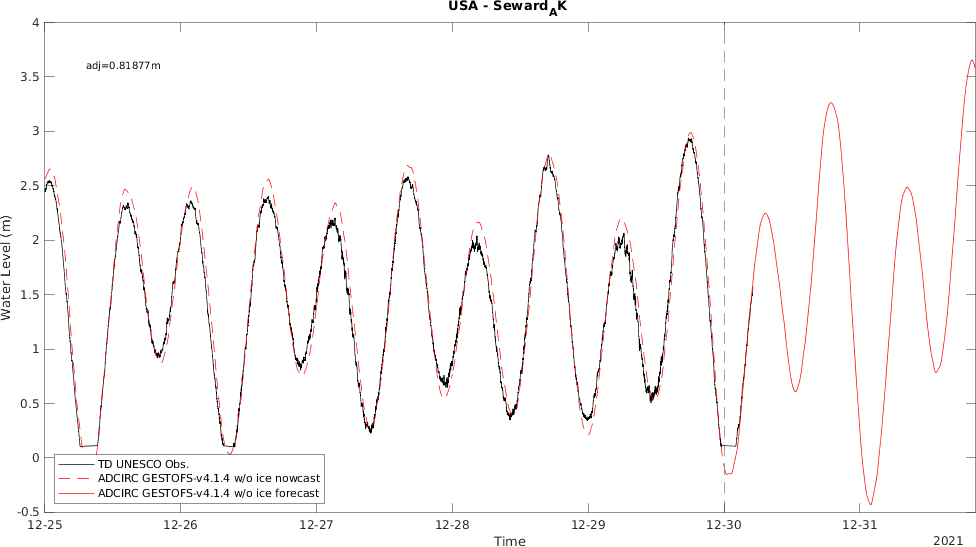 USA - Seward_AK
adj=0.81877m
4
3.5
3
2.5
2
1.5
1
0.5
0
-0.5
Water Level (m)
TD UNESCO Obs.
ADCIRC GESTOFS-v4.1.4 w/o ice nowcast
ADCIRC GESTOFS-v4.1.4 w/o ice forecast
12-25 12-26 12-27 12-28 12-29 12-30 12-31
Time
2021